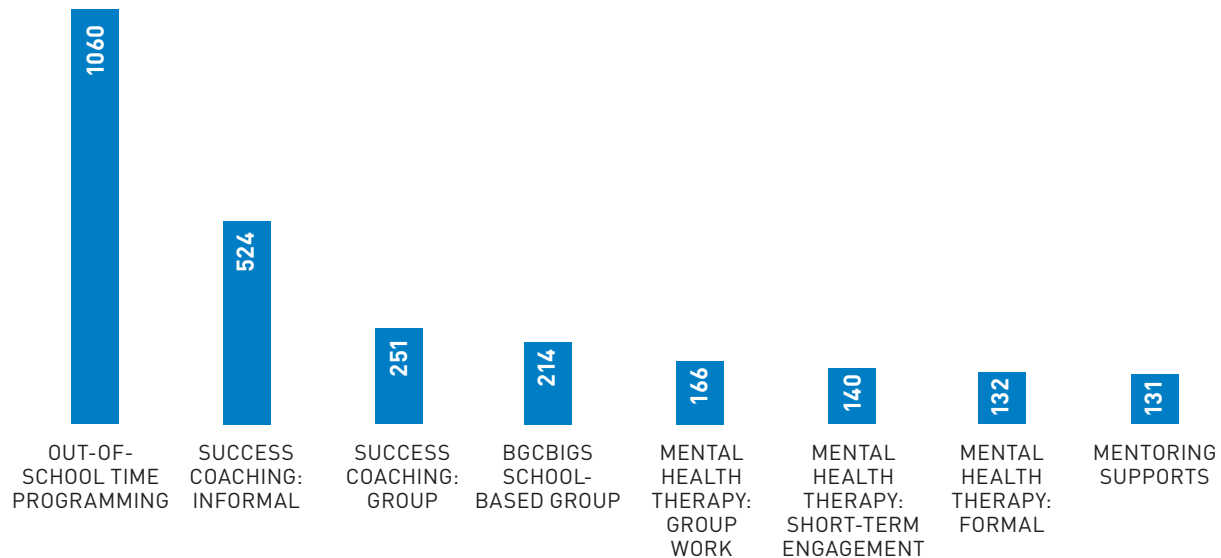 1060
524
251
214
166
140
132
131
OUT-OF-
SCHOOL TIME
PROGRAMMING
SUCCESS
COACHING:
INFORMAL
SUCCESS
COACHING:
GROUP
BGCBIGS
SCHOOL-
BASED GROUP
MENTAL
HEALTH
THERAPY:
GROUP
WORK
MENTAL
HEALTH
THERAPY:
SHORT-TERM
ENGAGEMENT
MENTAL
HEALTH
THERAPY:
FORMAL
MENTORING
SUPPORTS